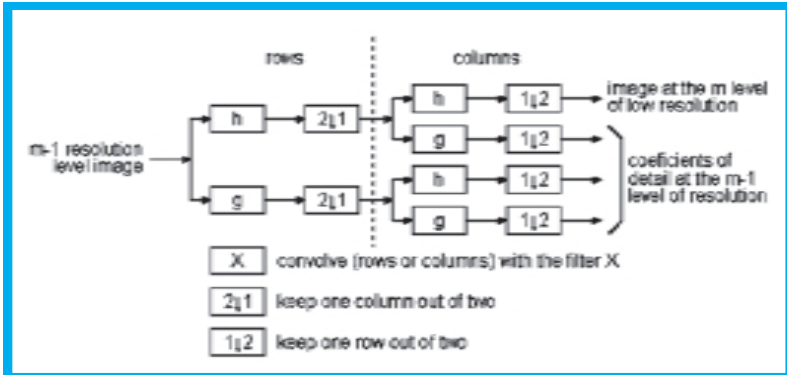 rows
columns
h
2↓1
h
1↓2
image at the m level
of low resolution
g
1↓2
m-1 resolution
level image
coeficients of
detail at the m-1
level of resolution
g
2↓1
h
1↓2
g
1↓2
X convolve (rows or columns) with the filter X
2↓1 keep one column out of two
1↓2 keep one row out of two